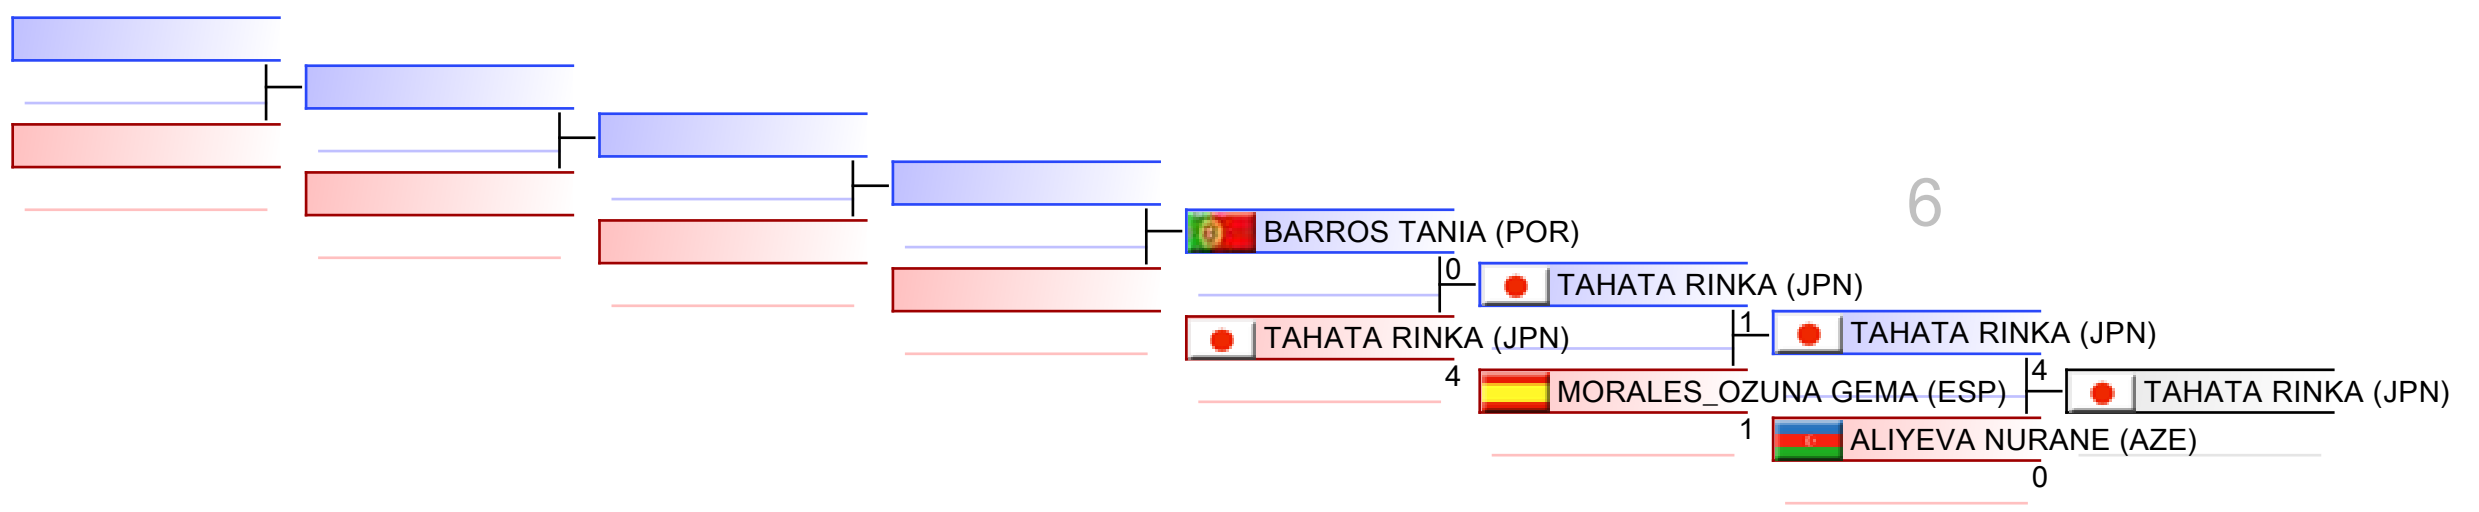 6
BARROS TANIA (POR)
0
TAHATA RINKA (JPN)
TAHATA RINKA (JPN)
4
1
TAHATA RINKA (JPN)
MORALES_OZUNA GEMA (ESP)
1
4
TAHATA RINKA (JPN)
ALIYEVA NURANE (AZE)
0